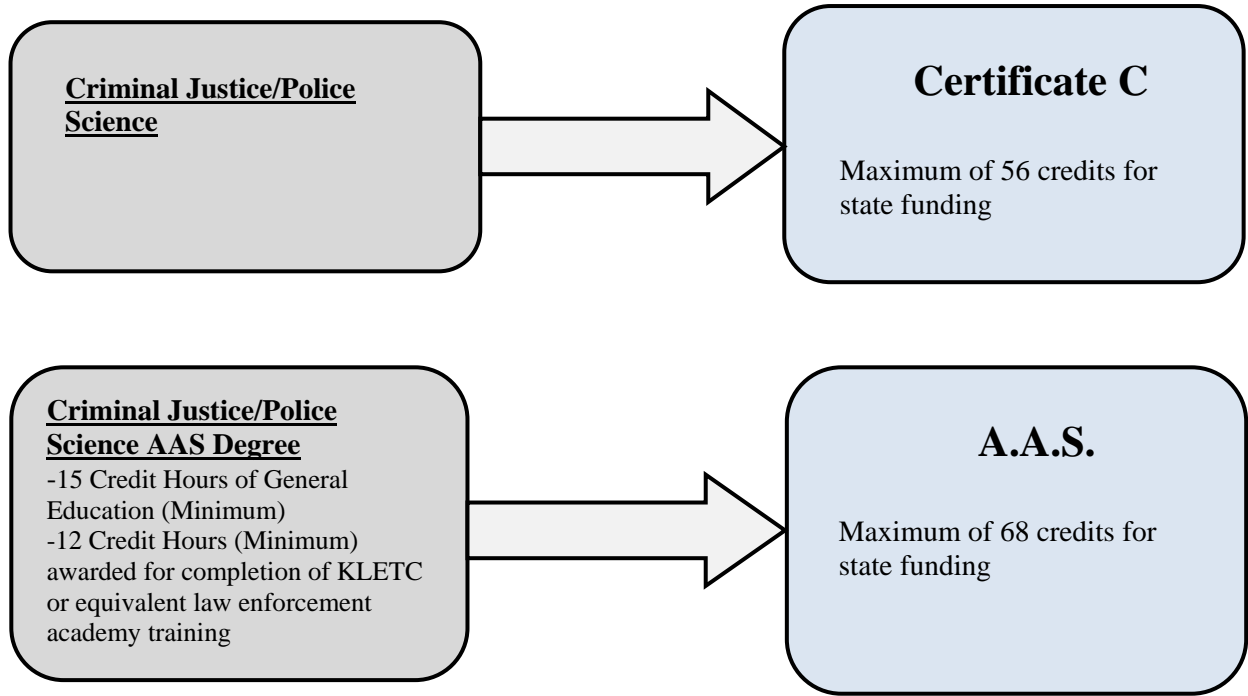 Criminal Justice/Police
Science
Certificate C
Maximum of 56 credits for
state funding
Criminal Justice/Police
Science AAS Degree
-15 Credit Hours of General
Education (Minimum)
-12 Credit Hours (Minimum)
awarded for completion of KLETC
or equivalent law enforcement
academy training
A.A.S.
Maximum of 68 credits for
state funding